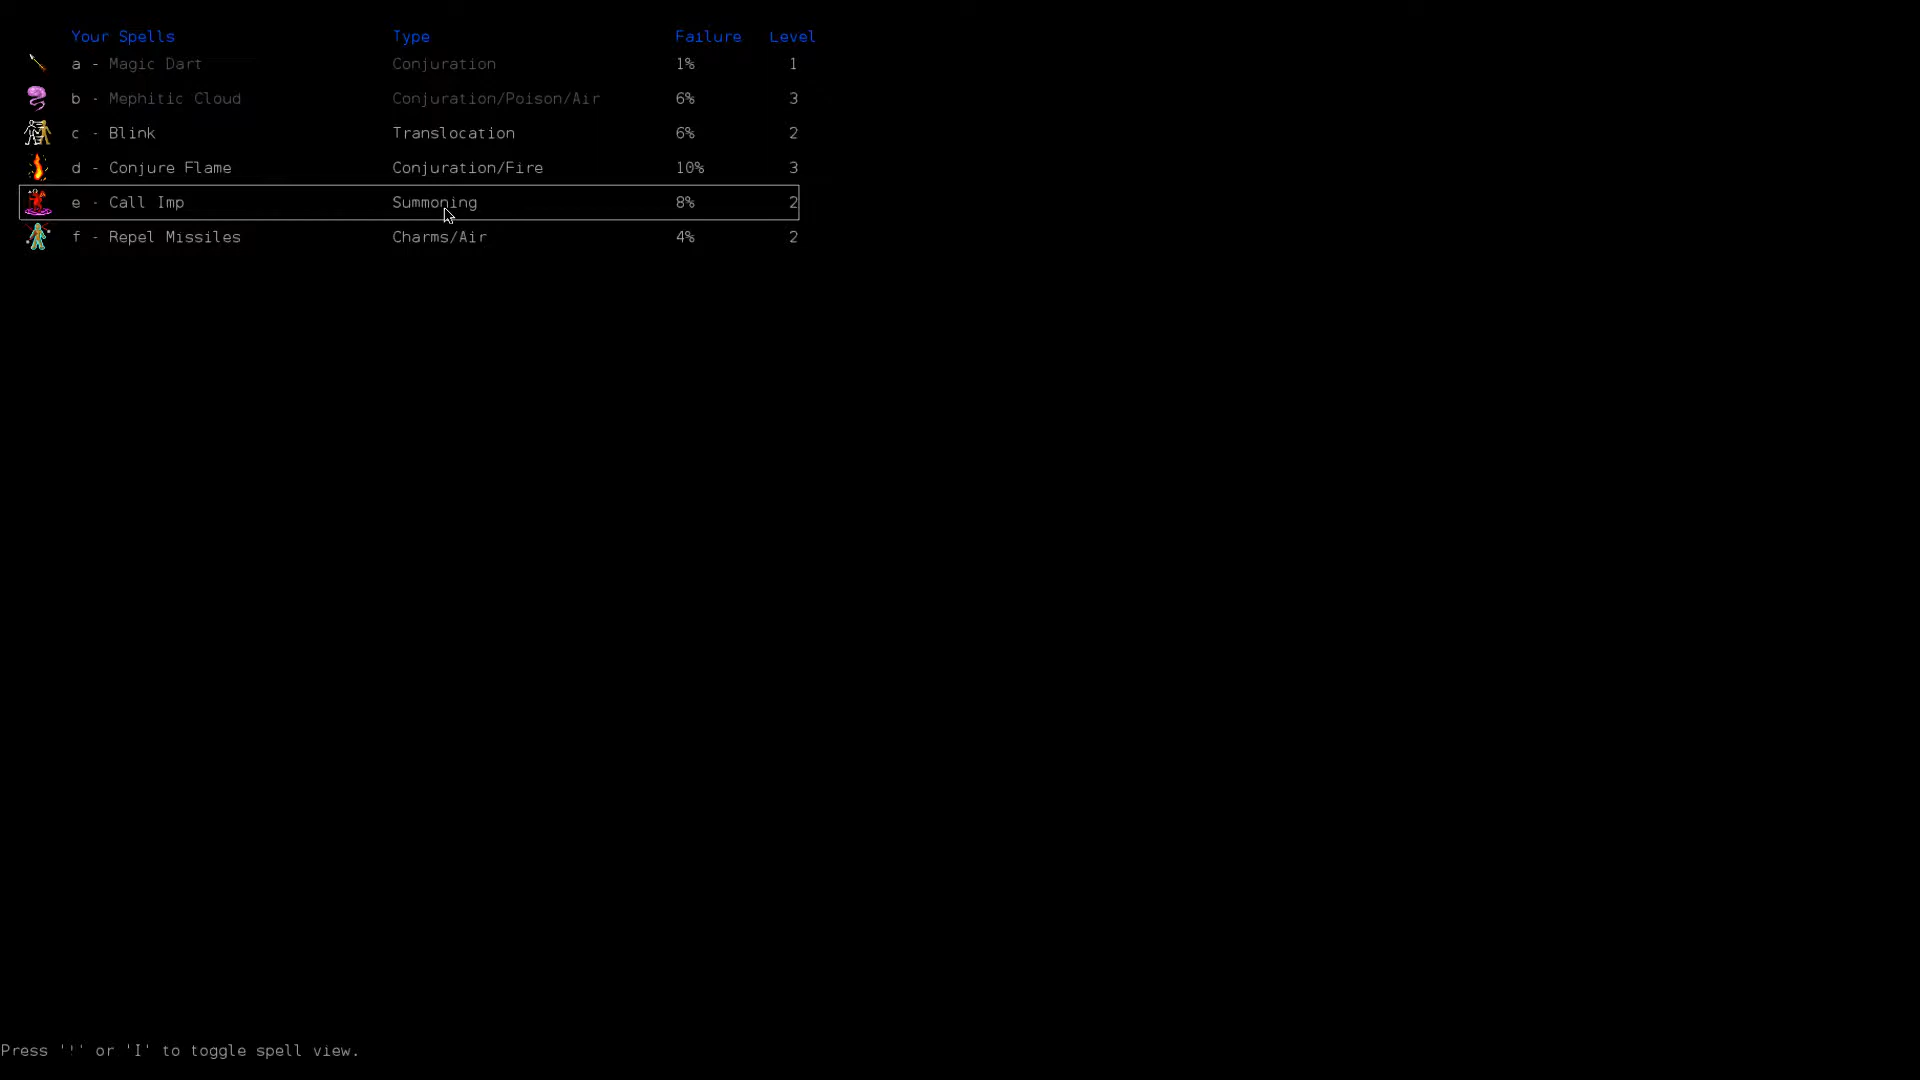 Your Spells Type Failure Level
a - Magic Dart Conjuration 1% 1
b - Mephitic Cloud Conjuration/Poison/Air 6% 3
c - Blink Translocation 6% 2
d - Conjure Flame Conjuration/Fire 10% 3
e - Call Imp Summoning 8% 2
f - Repel Missiles Charms/Air 4% 2
Press '!' or 'I' to toggle spell view.